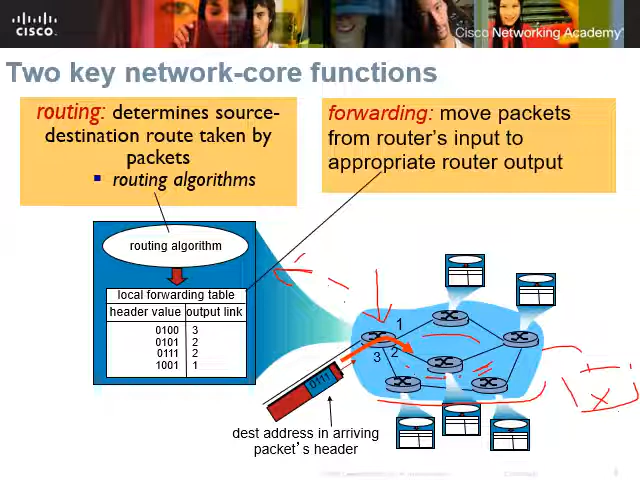 CISCO
Cisco Networking Academy
Two key network-core functions
routing: determines source-
destination route taken by
packets
▪ routing algorithms
forwarding: move packets
from router's input to
appropriate router output
routing algorithm
local forwarding table
header value output link
0100 3
0101 2
0111 2
1001 1
1
2
3
0111
dest address in arriving
packet's header
X